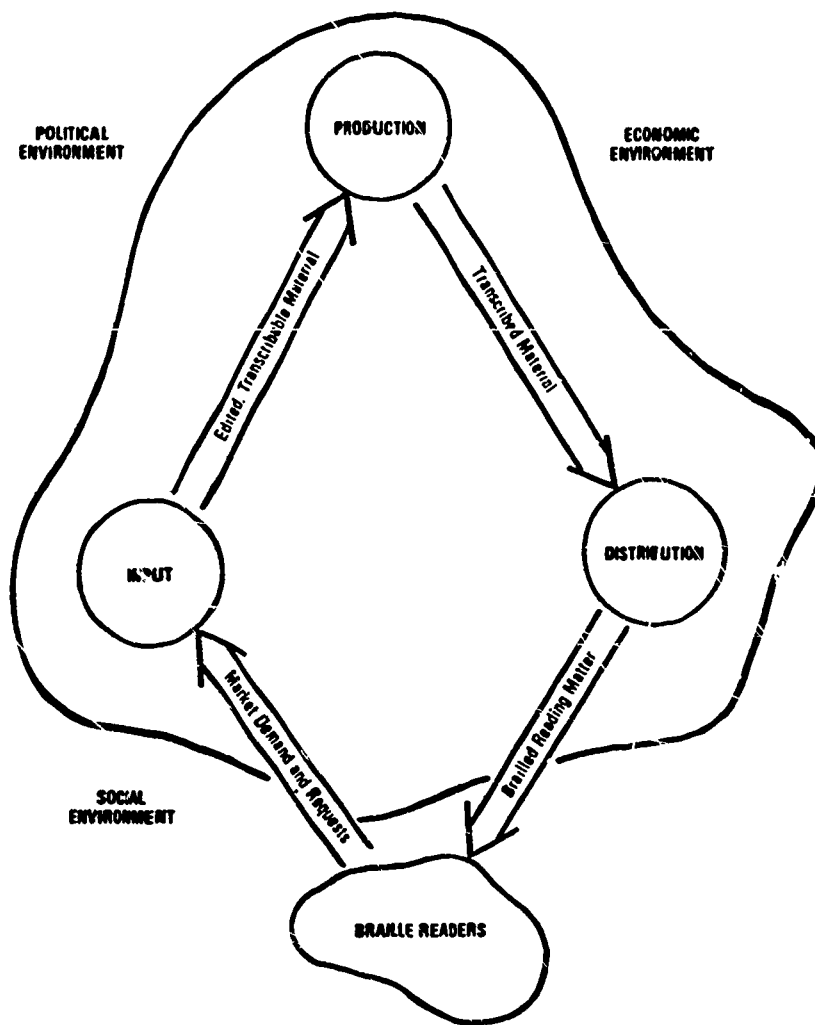 PRODUCTION
POLITICAL
ENVIRONMENT
ECONOMIC
ENVIRONMENT
Edited, Transcribable Material
Transcribed Material
INPUT
DISTRIBUTION
Market Demand and Requests
Brailled Reading Matter
SOCIAL
ENVIRONMENT
BRAILLE READERS